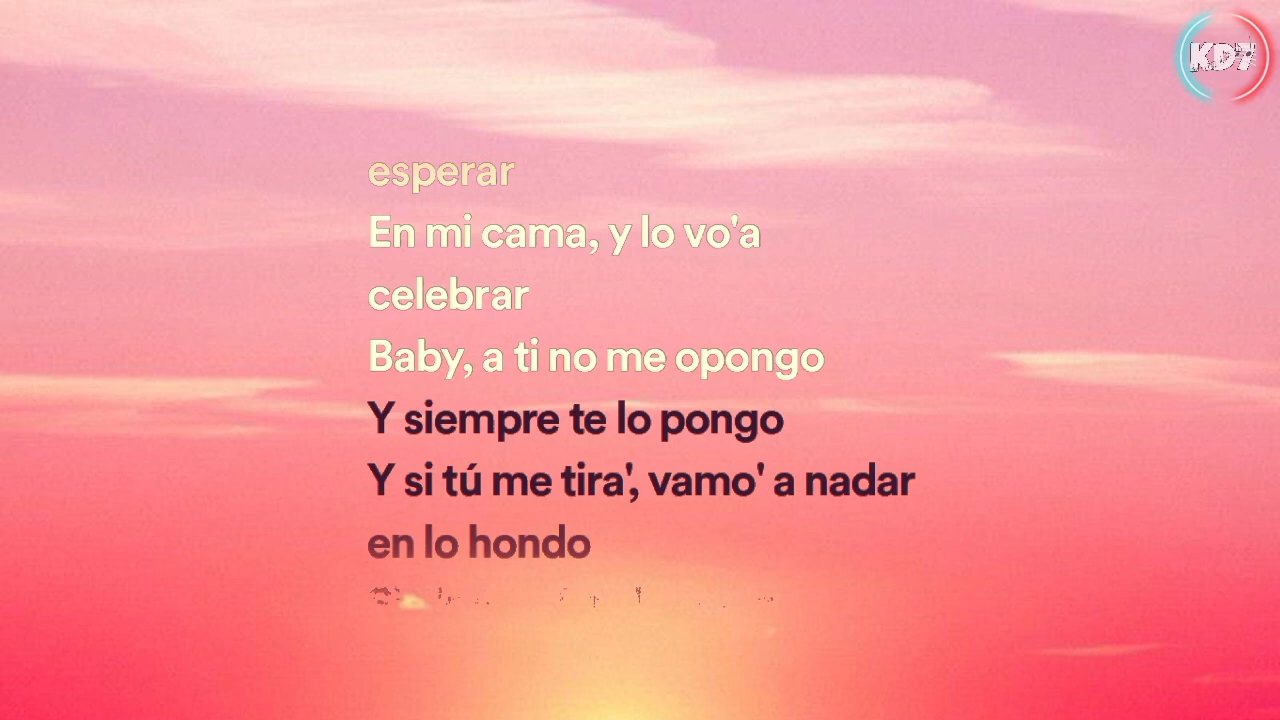 KD7
esperar
En mi cama, y lo vo'a
celebrar
Baby, a ti no me opongo
Y siempre te lo pongo
Y si tú me tira', vamo' a nadar
en lo hondo